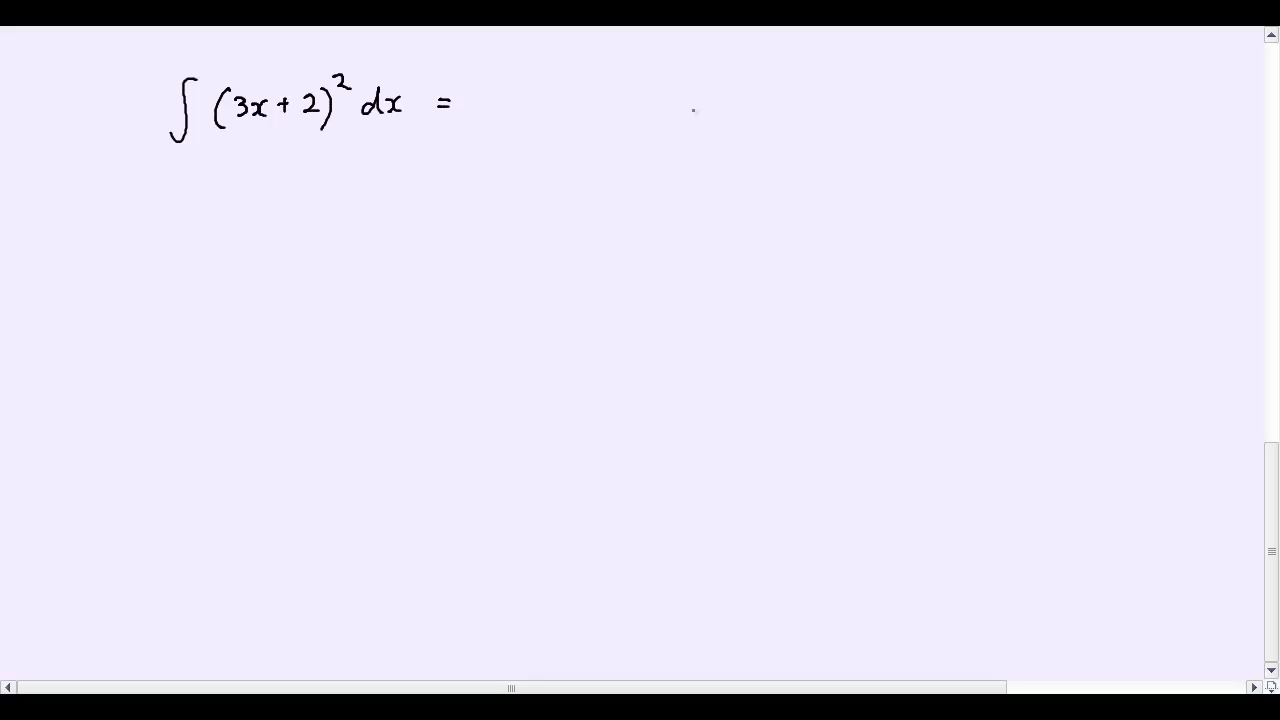 ∫ (3x + 2)² dx =